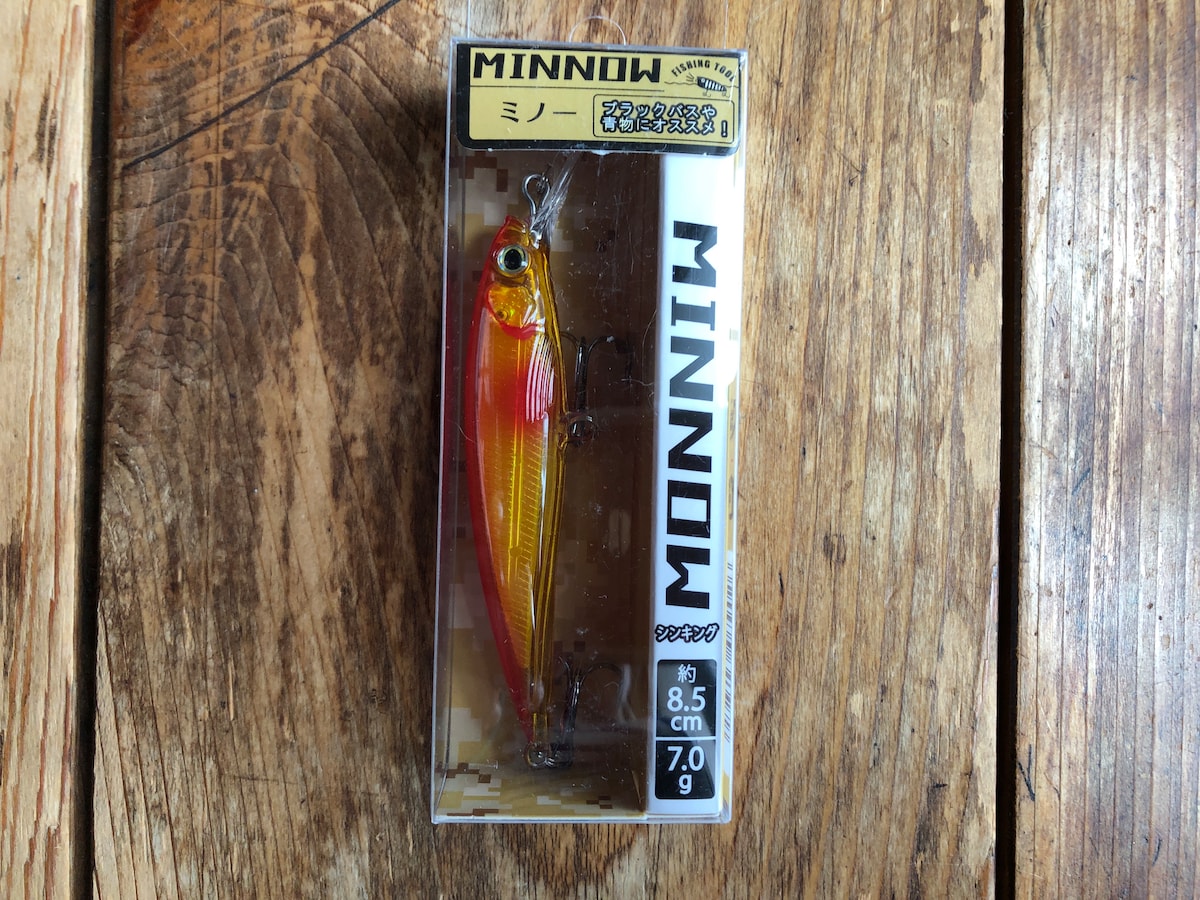 MINNOW
FISHING TOOL
ミノー
ブラックバスや
青物にオススメ!
MINNOW
シンキング
約
8.5
cm
7.0
g